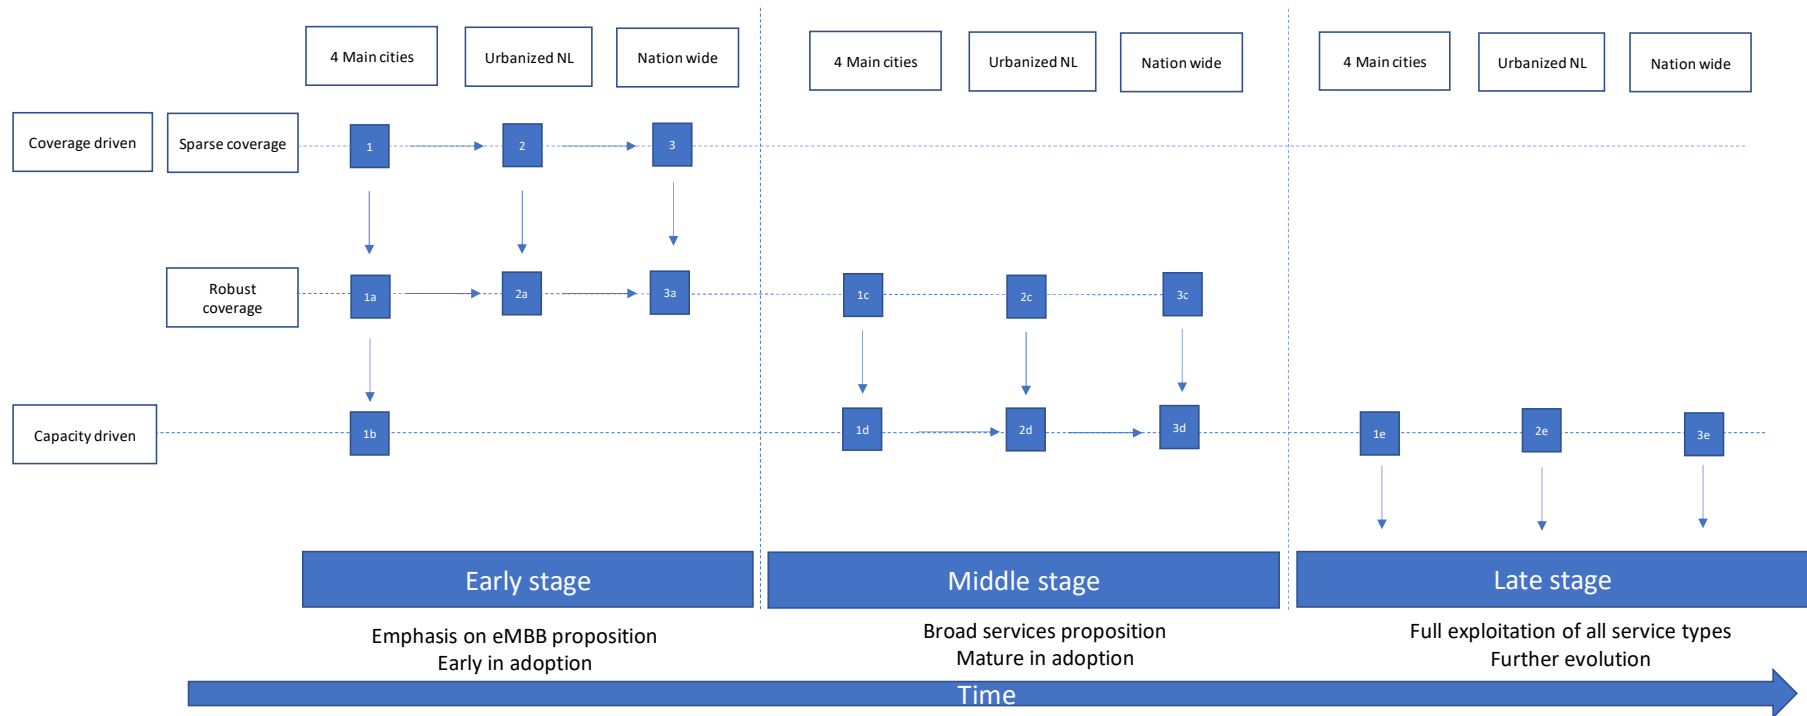 4 Main cities
Urbanized NL
Nation wide
4 Main cities
Urbanized NL
Nation wide
4 Main cities
Urbanized NL
Nation wide
Coverage driven
Sparse coverage
1
2
3
Robust
coverage
1a
2a
3a
1c
2c
3c
Capacity driven
1b
1d
2d
3d
1e
2e
3e
Early stage
Middle stage
Late stage
Emphasis on eMBB proposition
Early in adoption
Broad services proposition
Mature in adoption
Full exploitation of all service types
Further evolution
Time